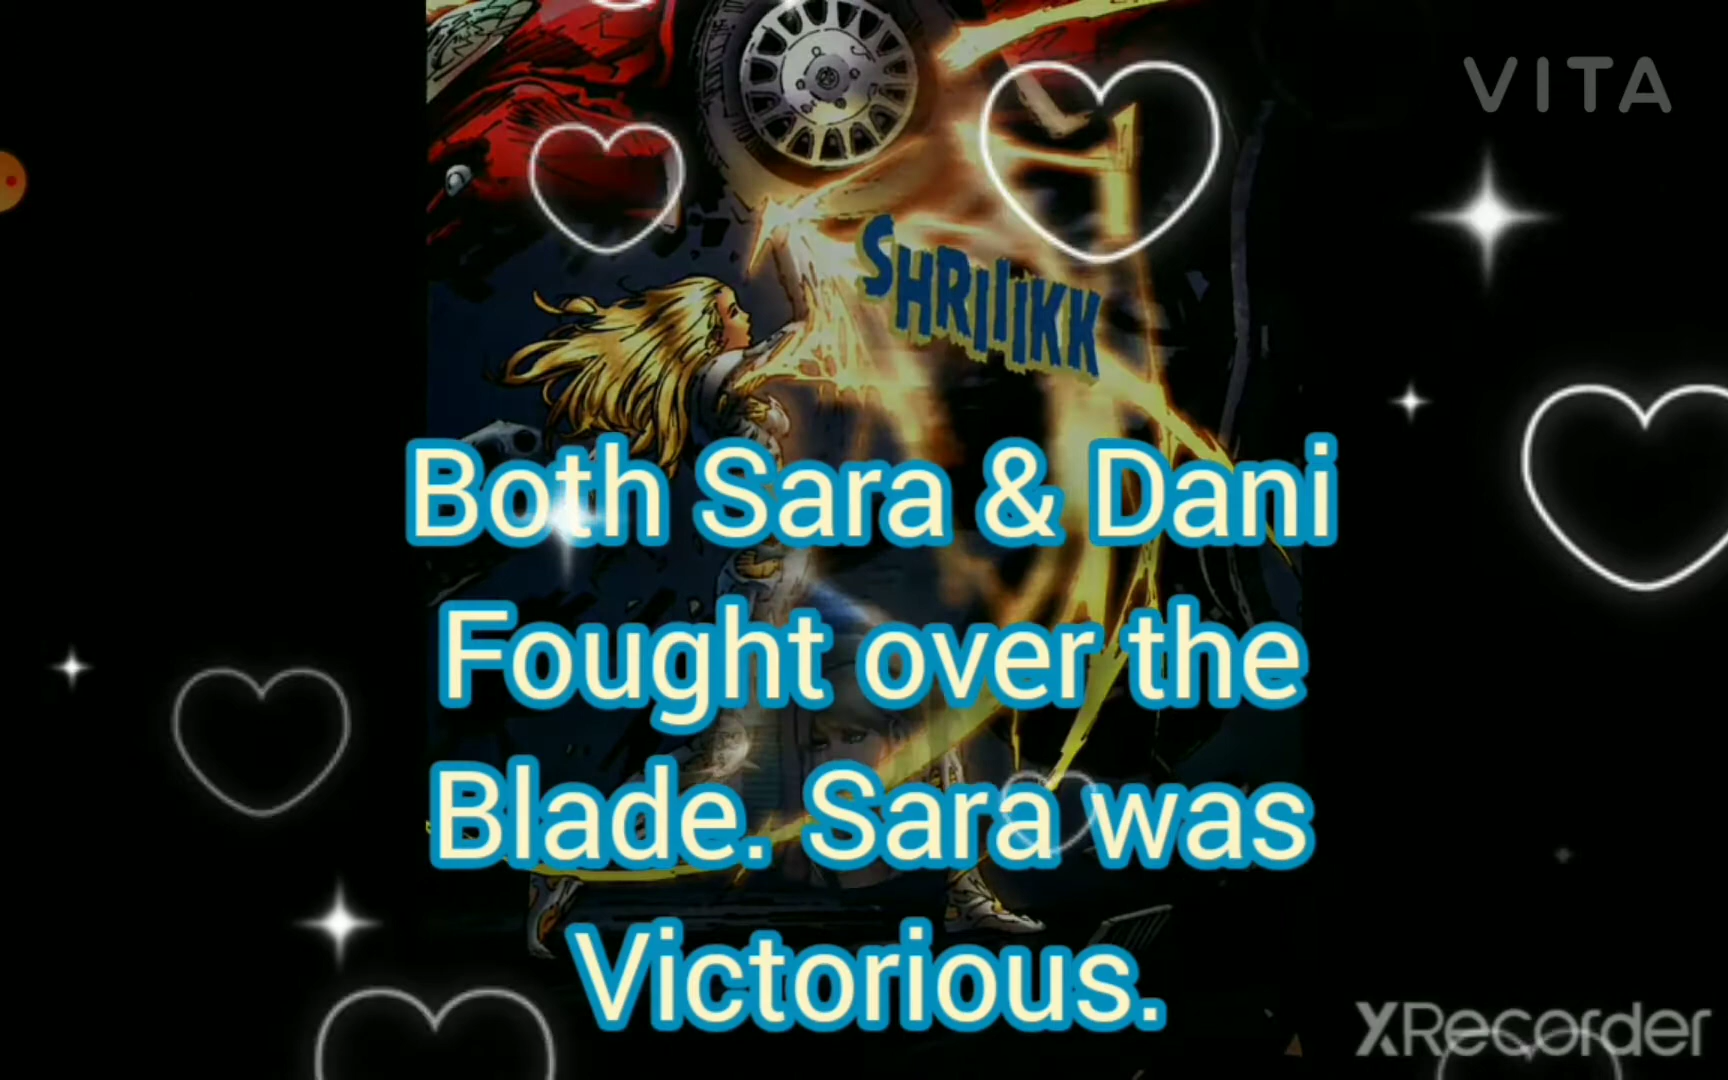 VITA
SHRIIIKK
Both Sara & Dani
Fought over the
Blade. Sara was
Victorious.
XRecorder